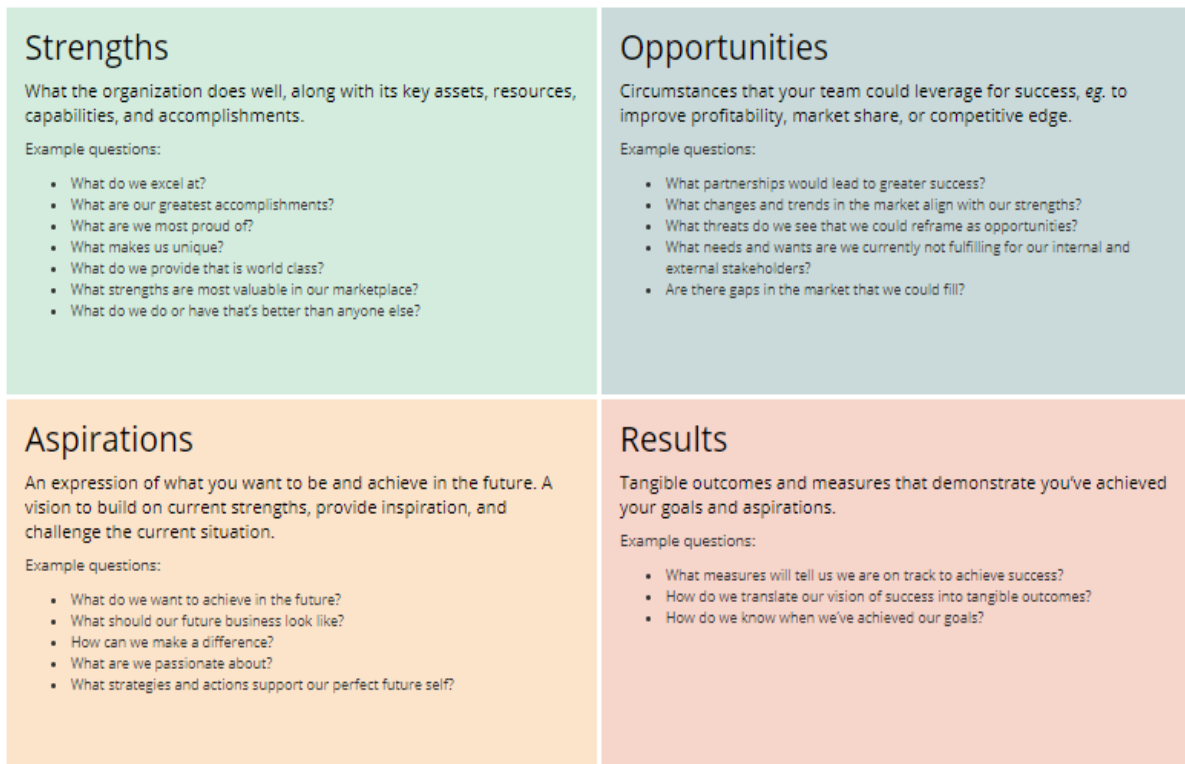 Strengths
What the organization does well, along with its key assets, resources,
capabilities, and accomplishments.
Example questions:
• What do we excel at?
• What are our greatest accomplishments?
• What are we most proud of?
• What makes us unique?
• What do we provide that is world class?
• What strengths are most valuable in our marketplace?
• What do we do or have that's better than anyone else?
Opportunities
Circumstances that your team could leverage for success, eg. to
improve profitability, market share, or competitive edge.
Example questions:
• What partnerships would lead to greater success?
• What changes and trends in the market align with our strengths?
• What threats do we see that we could reframe as opportunities?
• What needs and wants are we currently not fulfilling for our internal and
external stakeholders?
• Are there gaps in the market that we could fill?
Aspirations
An expression of what you want to be and achieve in the future. A
vision to build on current strengths, provide inspiration, and
challenge the current situation.
Example questions:
• What do we want to achieve in the future?
• What should our future business look like?
• How can we make a difference?
• What are we passionate about?
• What strategies and actions support our perfect future self?
Results
Tangible outcomes and measures that demonstrate you've achieved
your goals and aspirations.
Example questions:
• What measures will tell us we are on track to achieve success?
• How do we translate our vision of success into tangible outcomes?
• How do we know when we've achieved our goals?